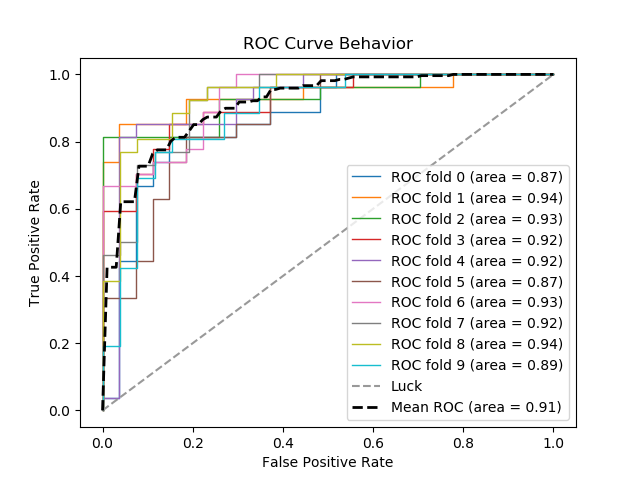 ROC Curve Behavior
True Positive Rate
1.0
0.8
0.6
0.4
0.2
0.0
ROC fold 0 (area = 0.87)
ROC fold 1 (area = 0.94)
ROC fold 2 (area = 0.93)
ROC fold 3 (area = 0.92)
ROC fold 4 (area = 0.92)
ROC fold 5 (area = 0.87)
ROC fold 6 (area = 0.93)
ROC fold 7 (area = 0.92)
ROC fold 8 (area = 0.94)
ROC fold 9 (area = 0.89)
Luck
Mean ROC (area = 0.91)
0.0 0.2 0.4 0.6 0.8 1.0
False Positive Rate